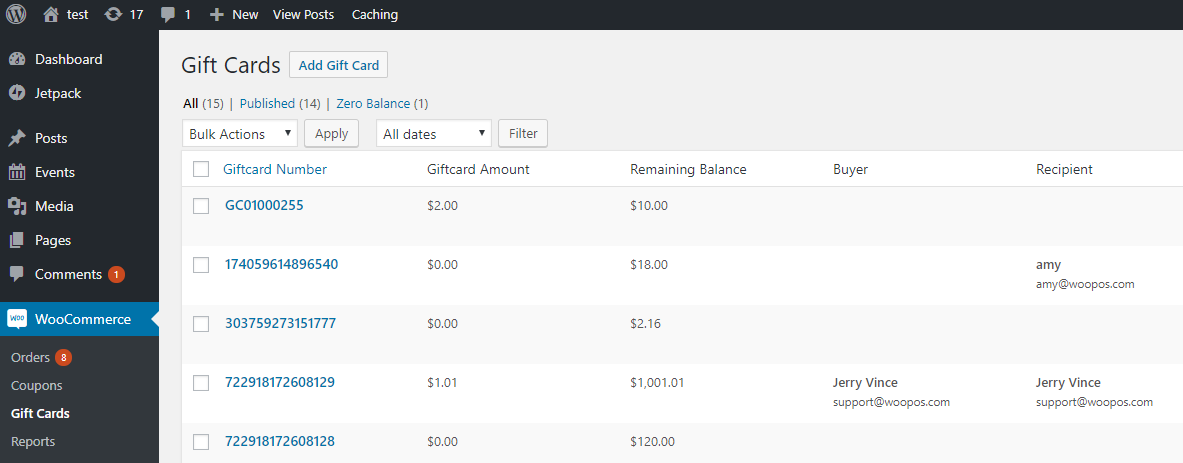 test 17 1 New View Posts Caching
Dashboard
Jetpack
Posts
Events
Media
Pages
Comments 1
woo WooCommerce
Orders 8
Coupons
Gift Cards
Reports
Gift Cards Add Gift Card
All (15) | Published (14) | Zero Balance (1)
Bulk Actions Apply All dates Filter
Giftcard Number Giftcard Amount Remaining Balance Buyer Recipient
GC01000255 $2.00 $10.00
174059614896540 $0.00 $18.00 amy
amy@woopos.com
303759273151777 $0.00 $2.16
722918172608129 $1.01 $1,001.01 Jerry Vince Jerry Vince
support@woopos.com support@woopos.com
722918172608128 $0.00 $120.00